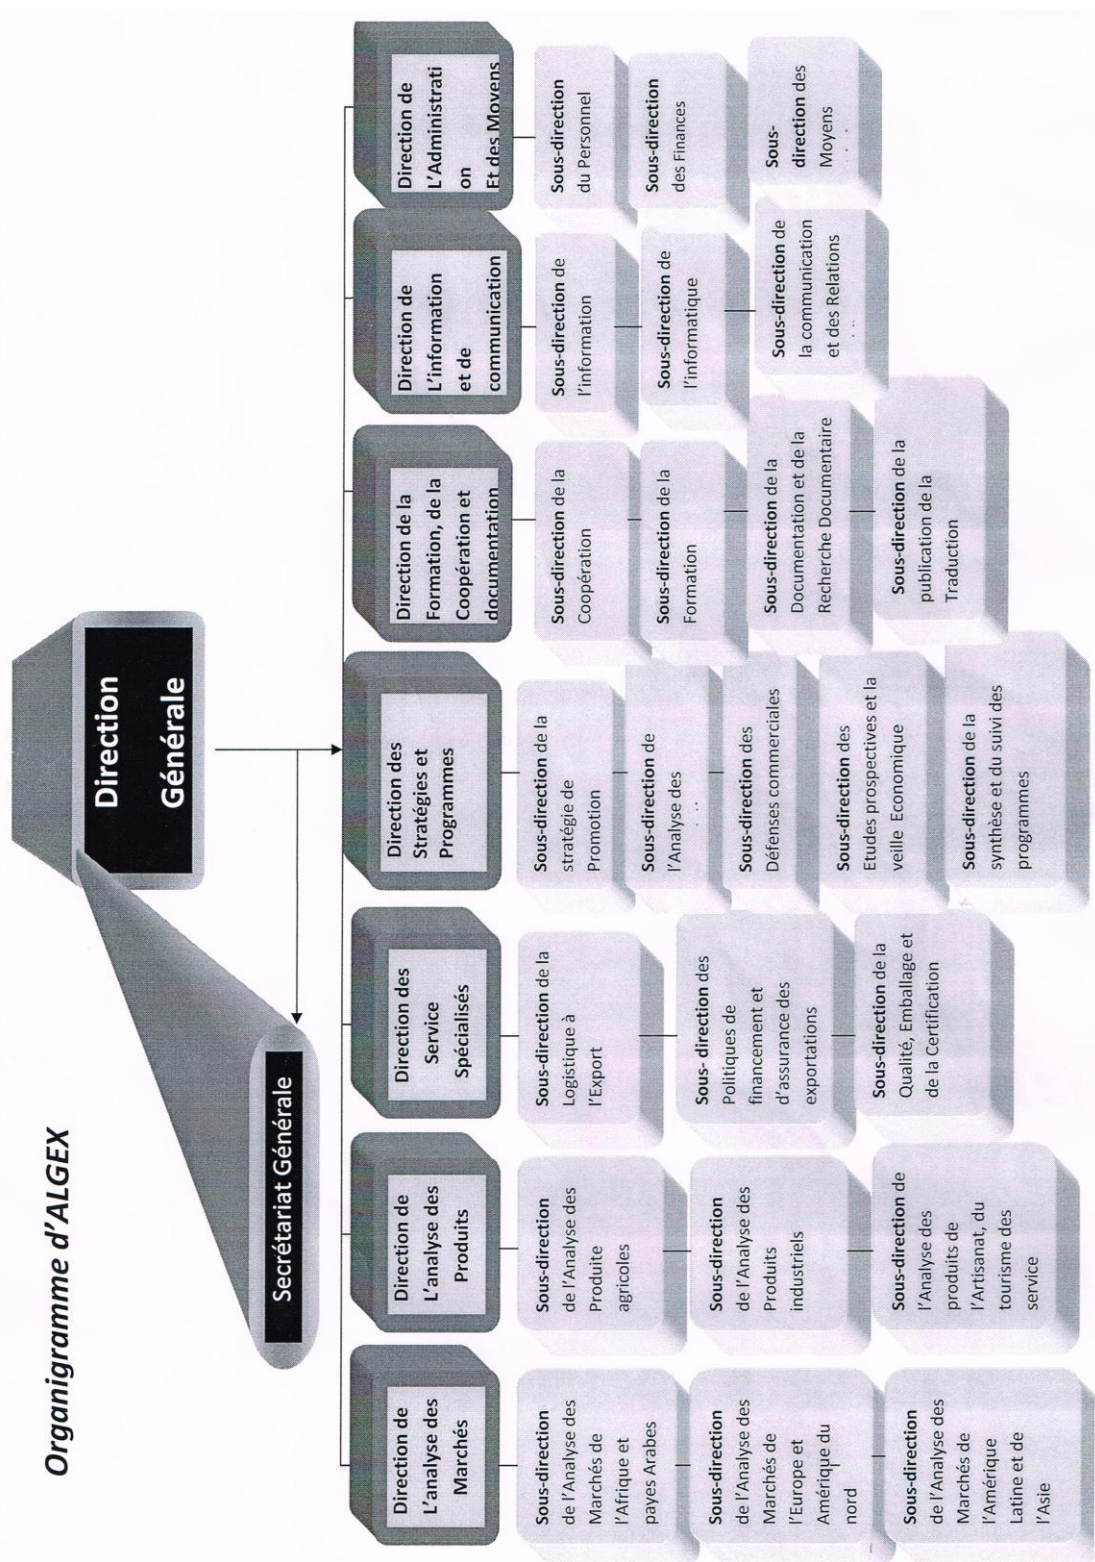 Organigramme d'ALGEX
Direction
Générale
Secrétariat Générale
Direction de
L'analyse des
Marchés
Sous-direction
de l'Analyse des
Marchés de
l'Afrique et
payes Arabes
Sous-direction
de l'Analyse des
Marchés de
l'Europe et
Amérique du
nord
Sous-direction
de l'Analyse des
Marchés de
l'Amérique
Latine et de
l'Asie
Direction de
L'analyse des
Produits
Sous-direction
de l'Analyse des
Produite
agricoles
Sous-direction
de l'Analyse des
Produits
industriels
Sous-direction de
l'Analyse des
produits de
l'Artisanat, du
tourisme des
service
Direction des
Service
Spécialisés
Sous-direction de la
Logistique à
l'Export
Sous- direction des
Politiques de
financement et
d'assurance des
exportations
Sous-direction de la
Qualité, Emballage et
de la Certification
Direction des
Stratégies et
Programmes
Sous-direction de la
stratégie de
Promotion
Sous-direction de
l'Analyse des
Sous-direction des
Défenses commerciales
Sous-direction des
Etudes prospectives et la
veille Economique
Sous-direction de la
synthèse et du suivi des
programmes
Direction de la
Formation, de la
Coopération et
documentation
Sous-direction de la
Coopération
Sous-direction de la
Formation
Sous-direction de la
Documentation et de la
Recherche Documentaire
Sous-direction de la
publication de la
Traduction
Direction de
L'information
et de
communication
Sous-direction de
l'information
Sous-direction de
l'informatique
Sous-direction de
la communication
et des Relations
Direction de
L'Administrati
on
Et des Moyens
Sous-direction
du Personnel
Sous-direction
des Finances
Sous-
direction des
Moyens